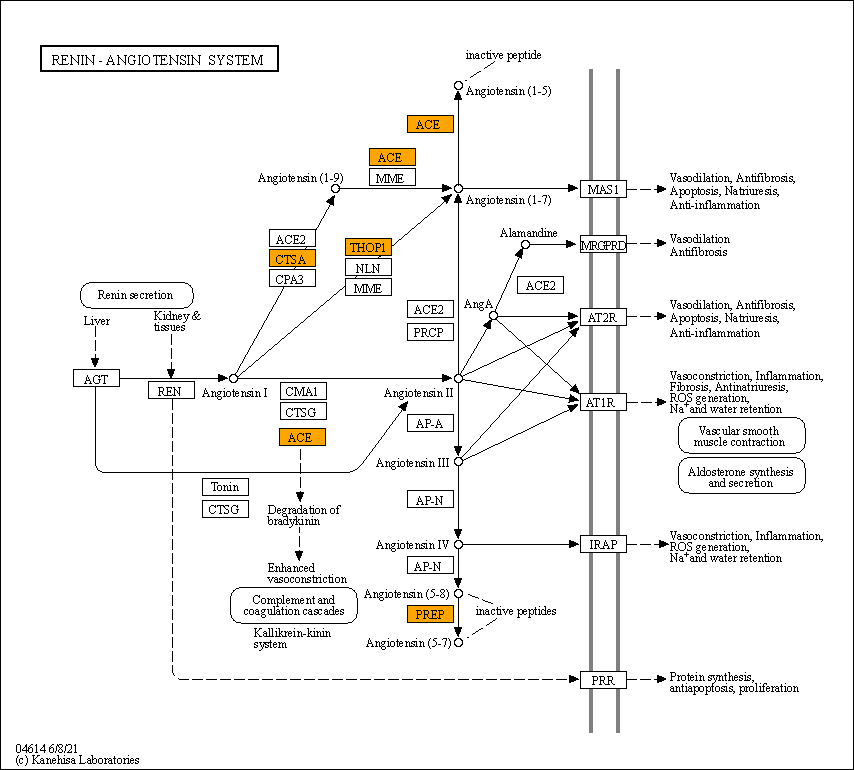 RENIN - ANGIOTENSIN SYSTEM
inactive peptide
Angiotensin (1-5)
ACE
ACE
MME
Angiotensin (1-9)
Angiotensin (1-7)
MAS1
Vasodilation, Antifibrosis,
Apoptosis, Natriuresis,
Anti-inflammation
ACE2
CTSA
CPA3
THOP1
NLN
MME
Alamandine
MRGPRD
Vasodilation
Antifibrosis
ACE2
AngA
ACE2
PRCP
AT2R
Vasodilation, Antifibrosis,
Apoptosis, Natriuresis,
Anti-inflammation
Renin secretion
Liver
Kidney &
tissues
AGT
REN
Angiotensin I
CMA1
CTSG
ACE
Angiotensin II
AT1R
Vasoconstriction, Inflammation,
Fibrosis, Antinatriuresis,
ROS generation,
Na+ and water retention
Vascular smooth
muscle contraction
Aldosterone synthesis
and secretion
AP-A
Angiotensin III
Tonin
CTSG
Degradation of
bradykinin
AP-N
Angiotensin IV
IRAP
Vasoconstriction, Inflammation,
ROS generation,
Na+ and water retention
Enhanced
vasoconstriction
AP-N
Complement and
coagulation cascades
Kallikrein-kinin
system
Angiotensin (5-8)
PREP
inactive peptides
Angiotensin (5-7)
PRR
Protein synthesis,
antiapoptosis, proliferation
04614 6/8/21
(c) Kanehisa Laboratories